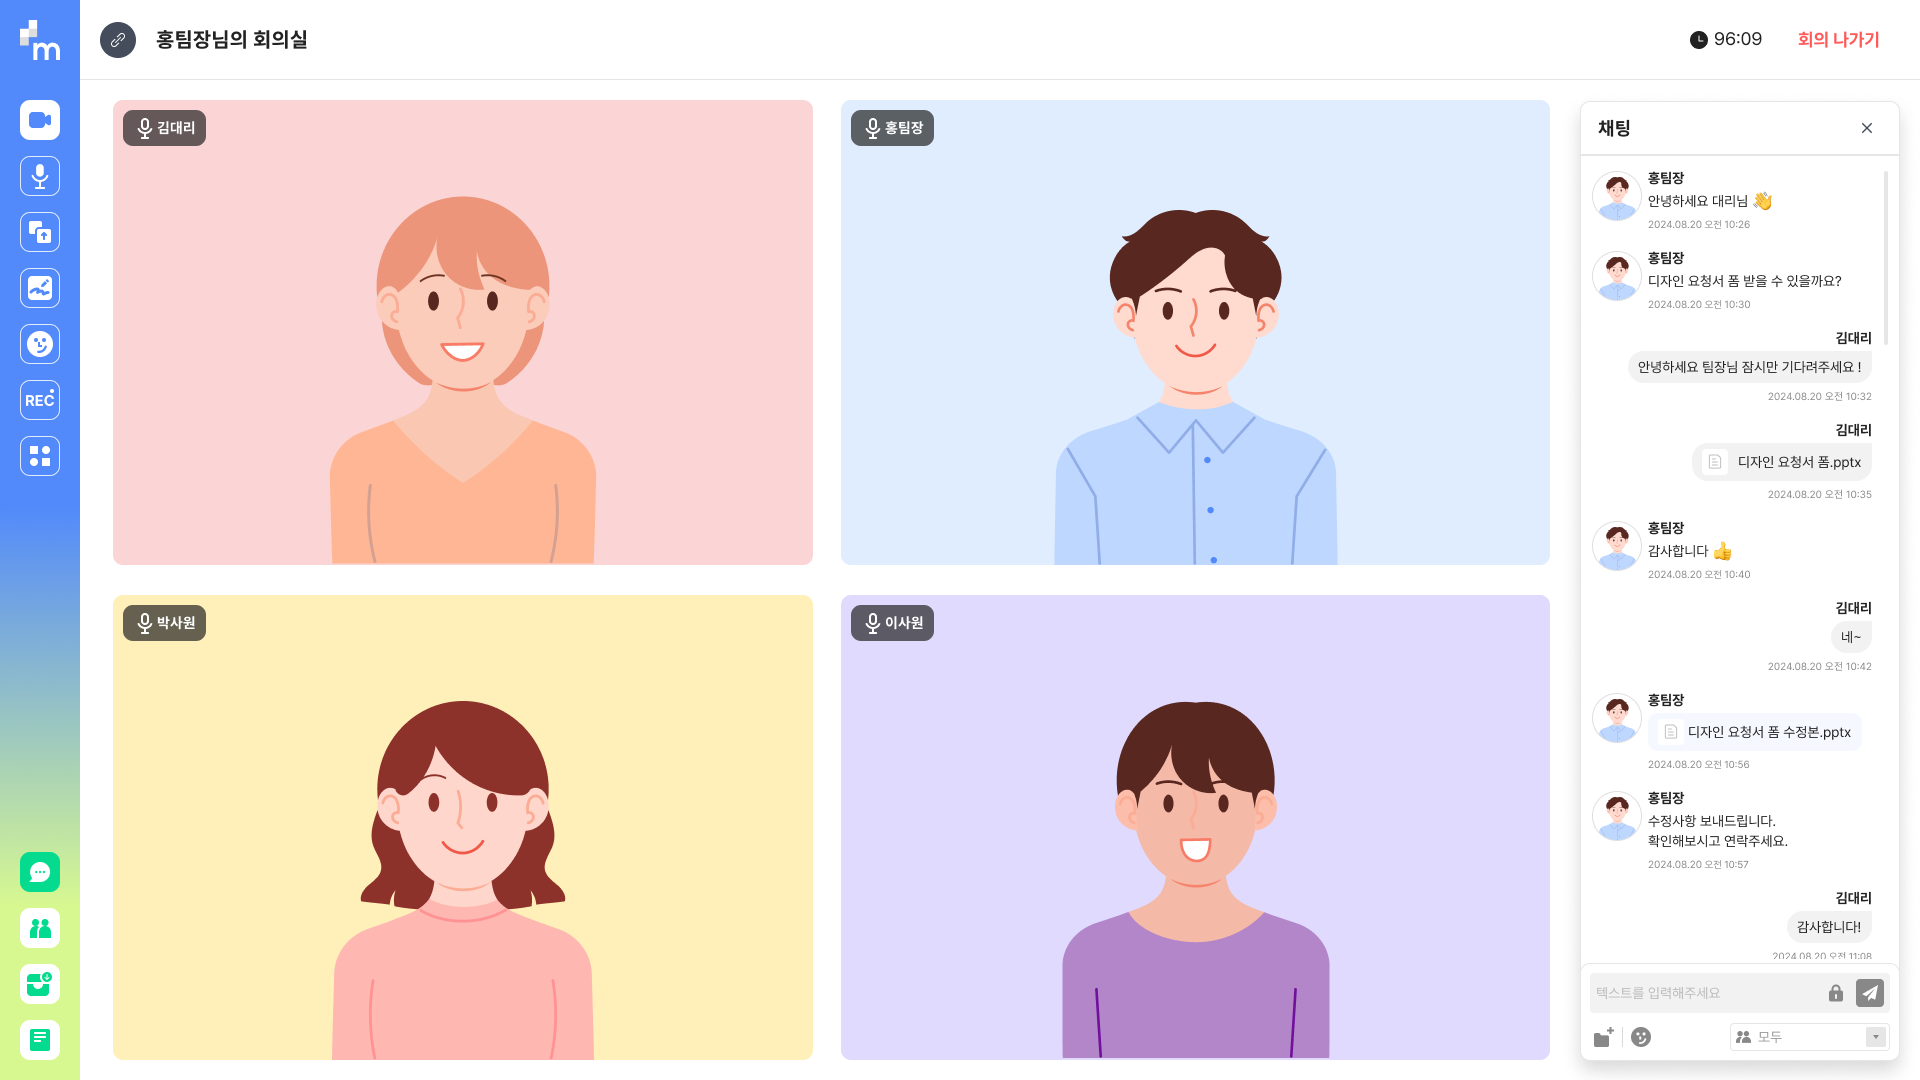 m
홍팀장님의 회의실
96:09
회의 나가기
REC
김대리
홍팀장
박사원
이사원
채팅
홍팀장
안녕하세요 대리님 👋
2024.08.20 오전 10:26
홍팀장
디자인 요청서 폼 받을 수 있을까요?
2024.08.20 오전 10:30
김대리
안녕하세요 팀장님 잠시만 기다려주세요 !
2024.08.20 오전 10:32
김대리
디자인 요청서 폼.pptx
2024.08.20 오전 10:35
홍팀장
감사합니다 👍
2024.08.20 오전 10:40
김대리
네~
2024.08.20 오전 10:42
홍팀장
디자인 요청서 폼 수정본.pptx
2024.08.20 오전 10:56
홍팀장
수정사항 보내드립니다.
확인해보시고 연락주세요.
2024.08.20 오전 10:57
김대리
감사합니다!
2024.08.20 오전 11:08
텍스트를 입력해주세요
모두